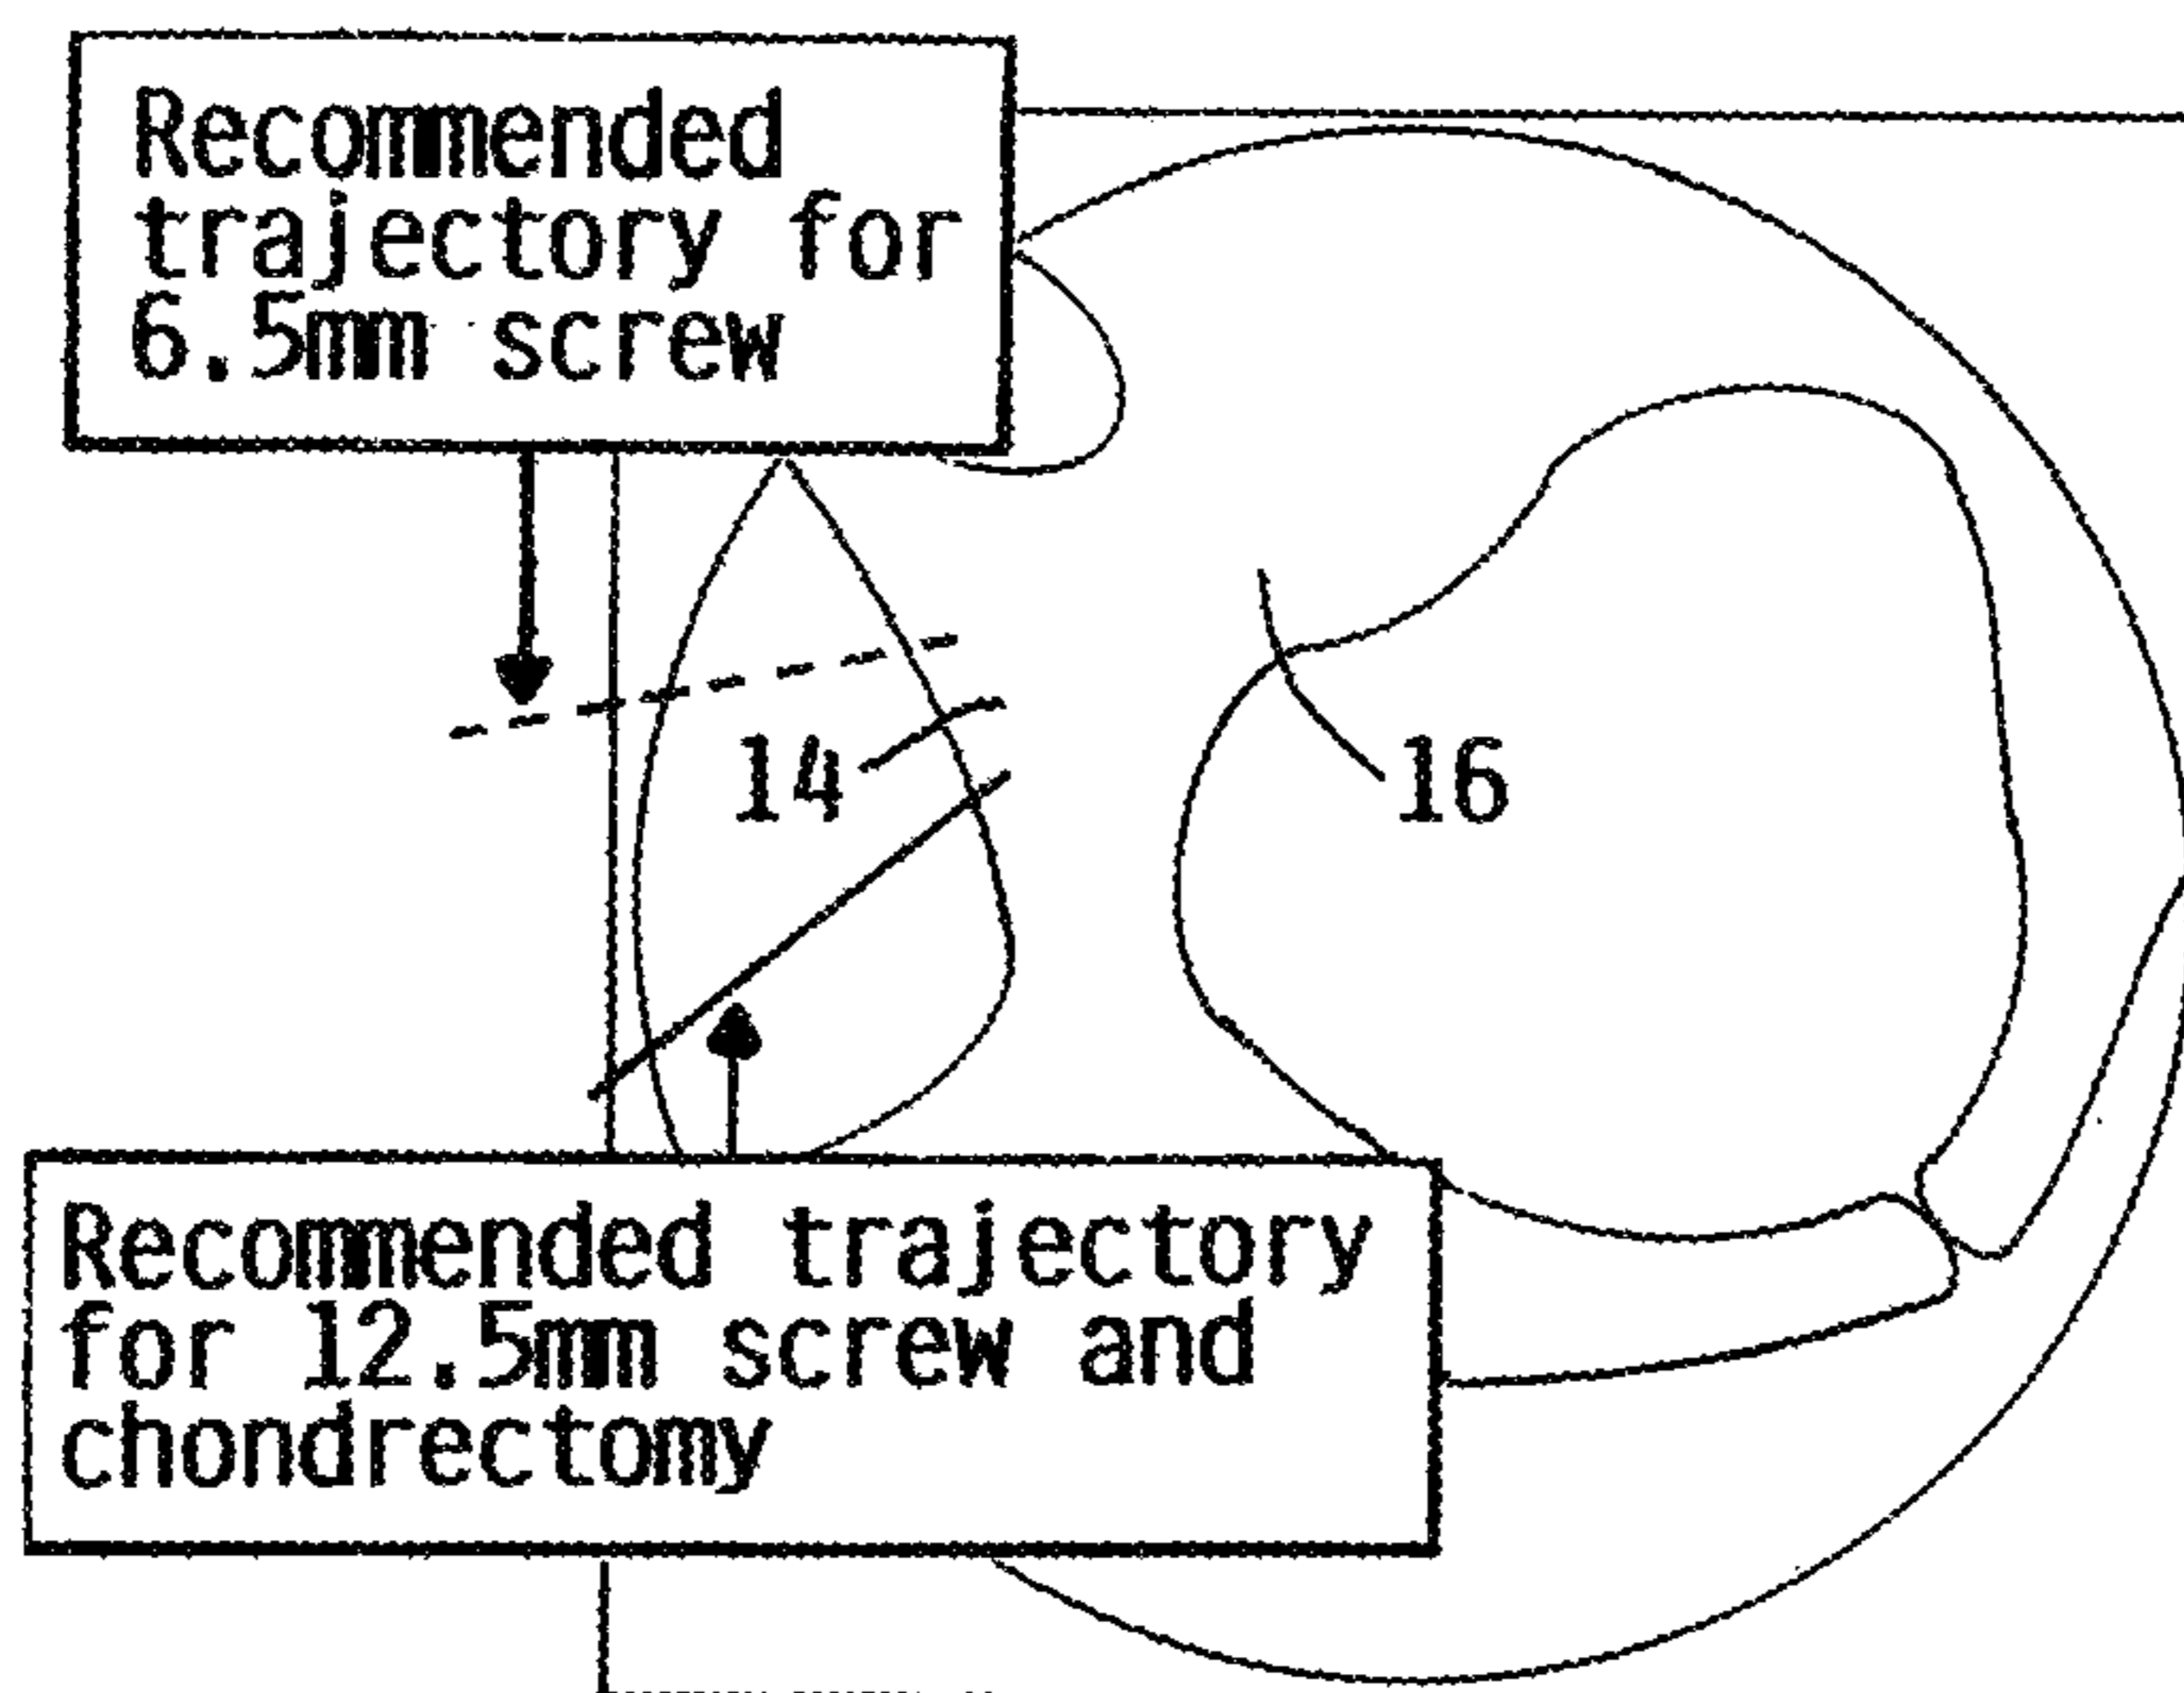 Recommended
trajectory for
6.5mm screw
14
16
Recommended trajectory
for 12.5mm screw and
chondrectomy